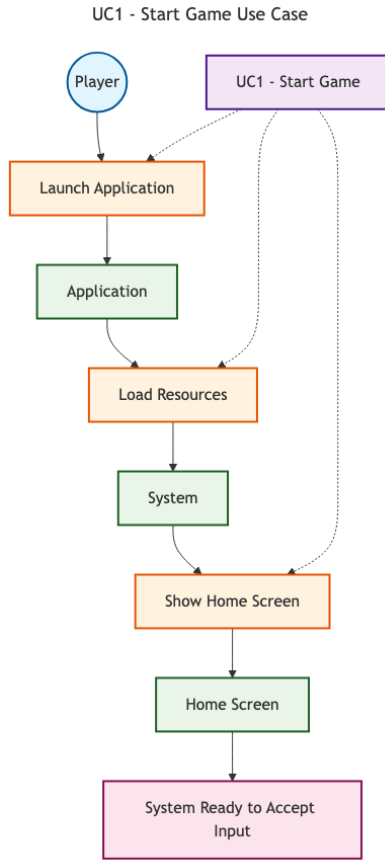 UC1 - Start Game Use Case
Player
UC1 - Start Game
Launch Application
Application
Load Resources
System
Show Home Screen
Home Screen
System Ready to Accept
Input